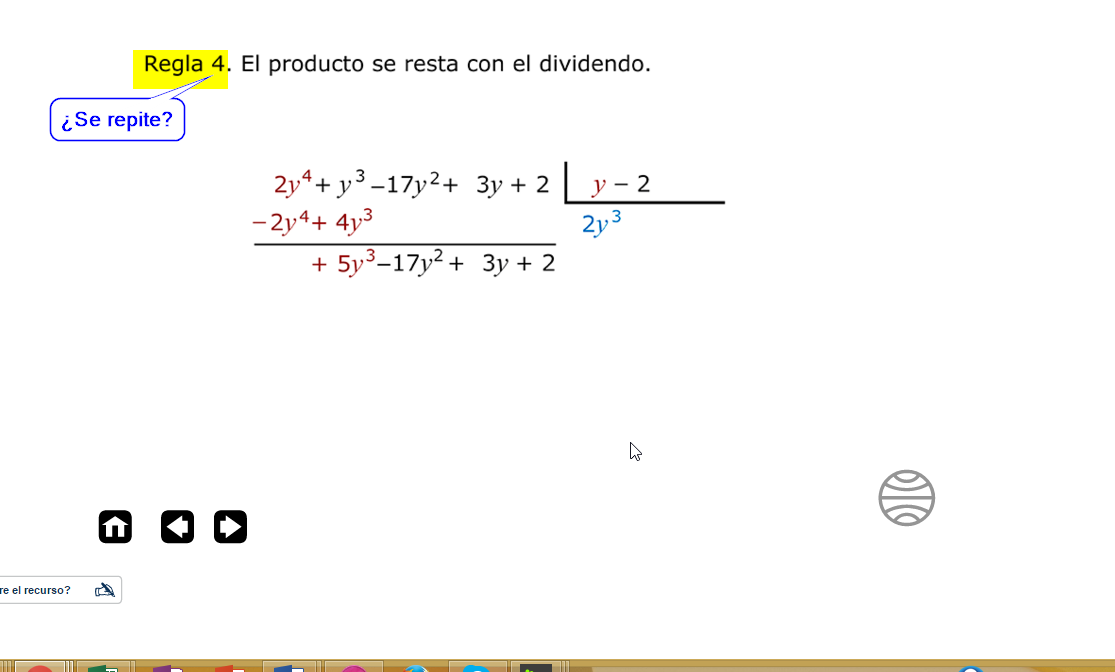 Regla 4. El producto se resta con el dividendo.
¿Se repite?
2y⁴ + y³ –17y² + 3y + 2 y – 2
–2y⁴ + 4y³ 2y³
+ 5y³ –17y² + 3y + 2
re el recurso?